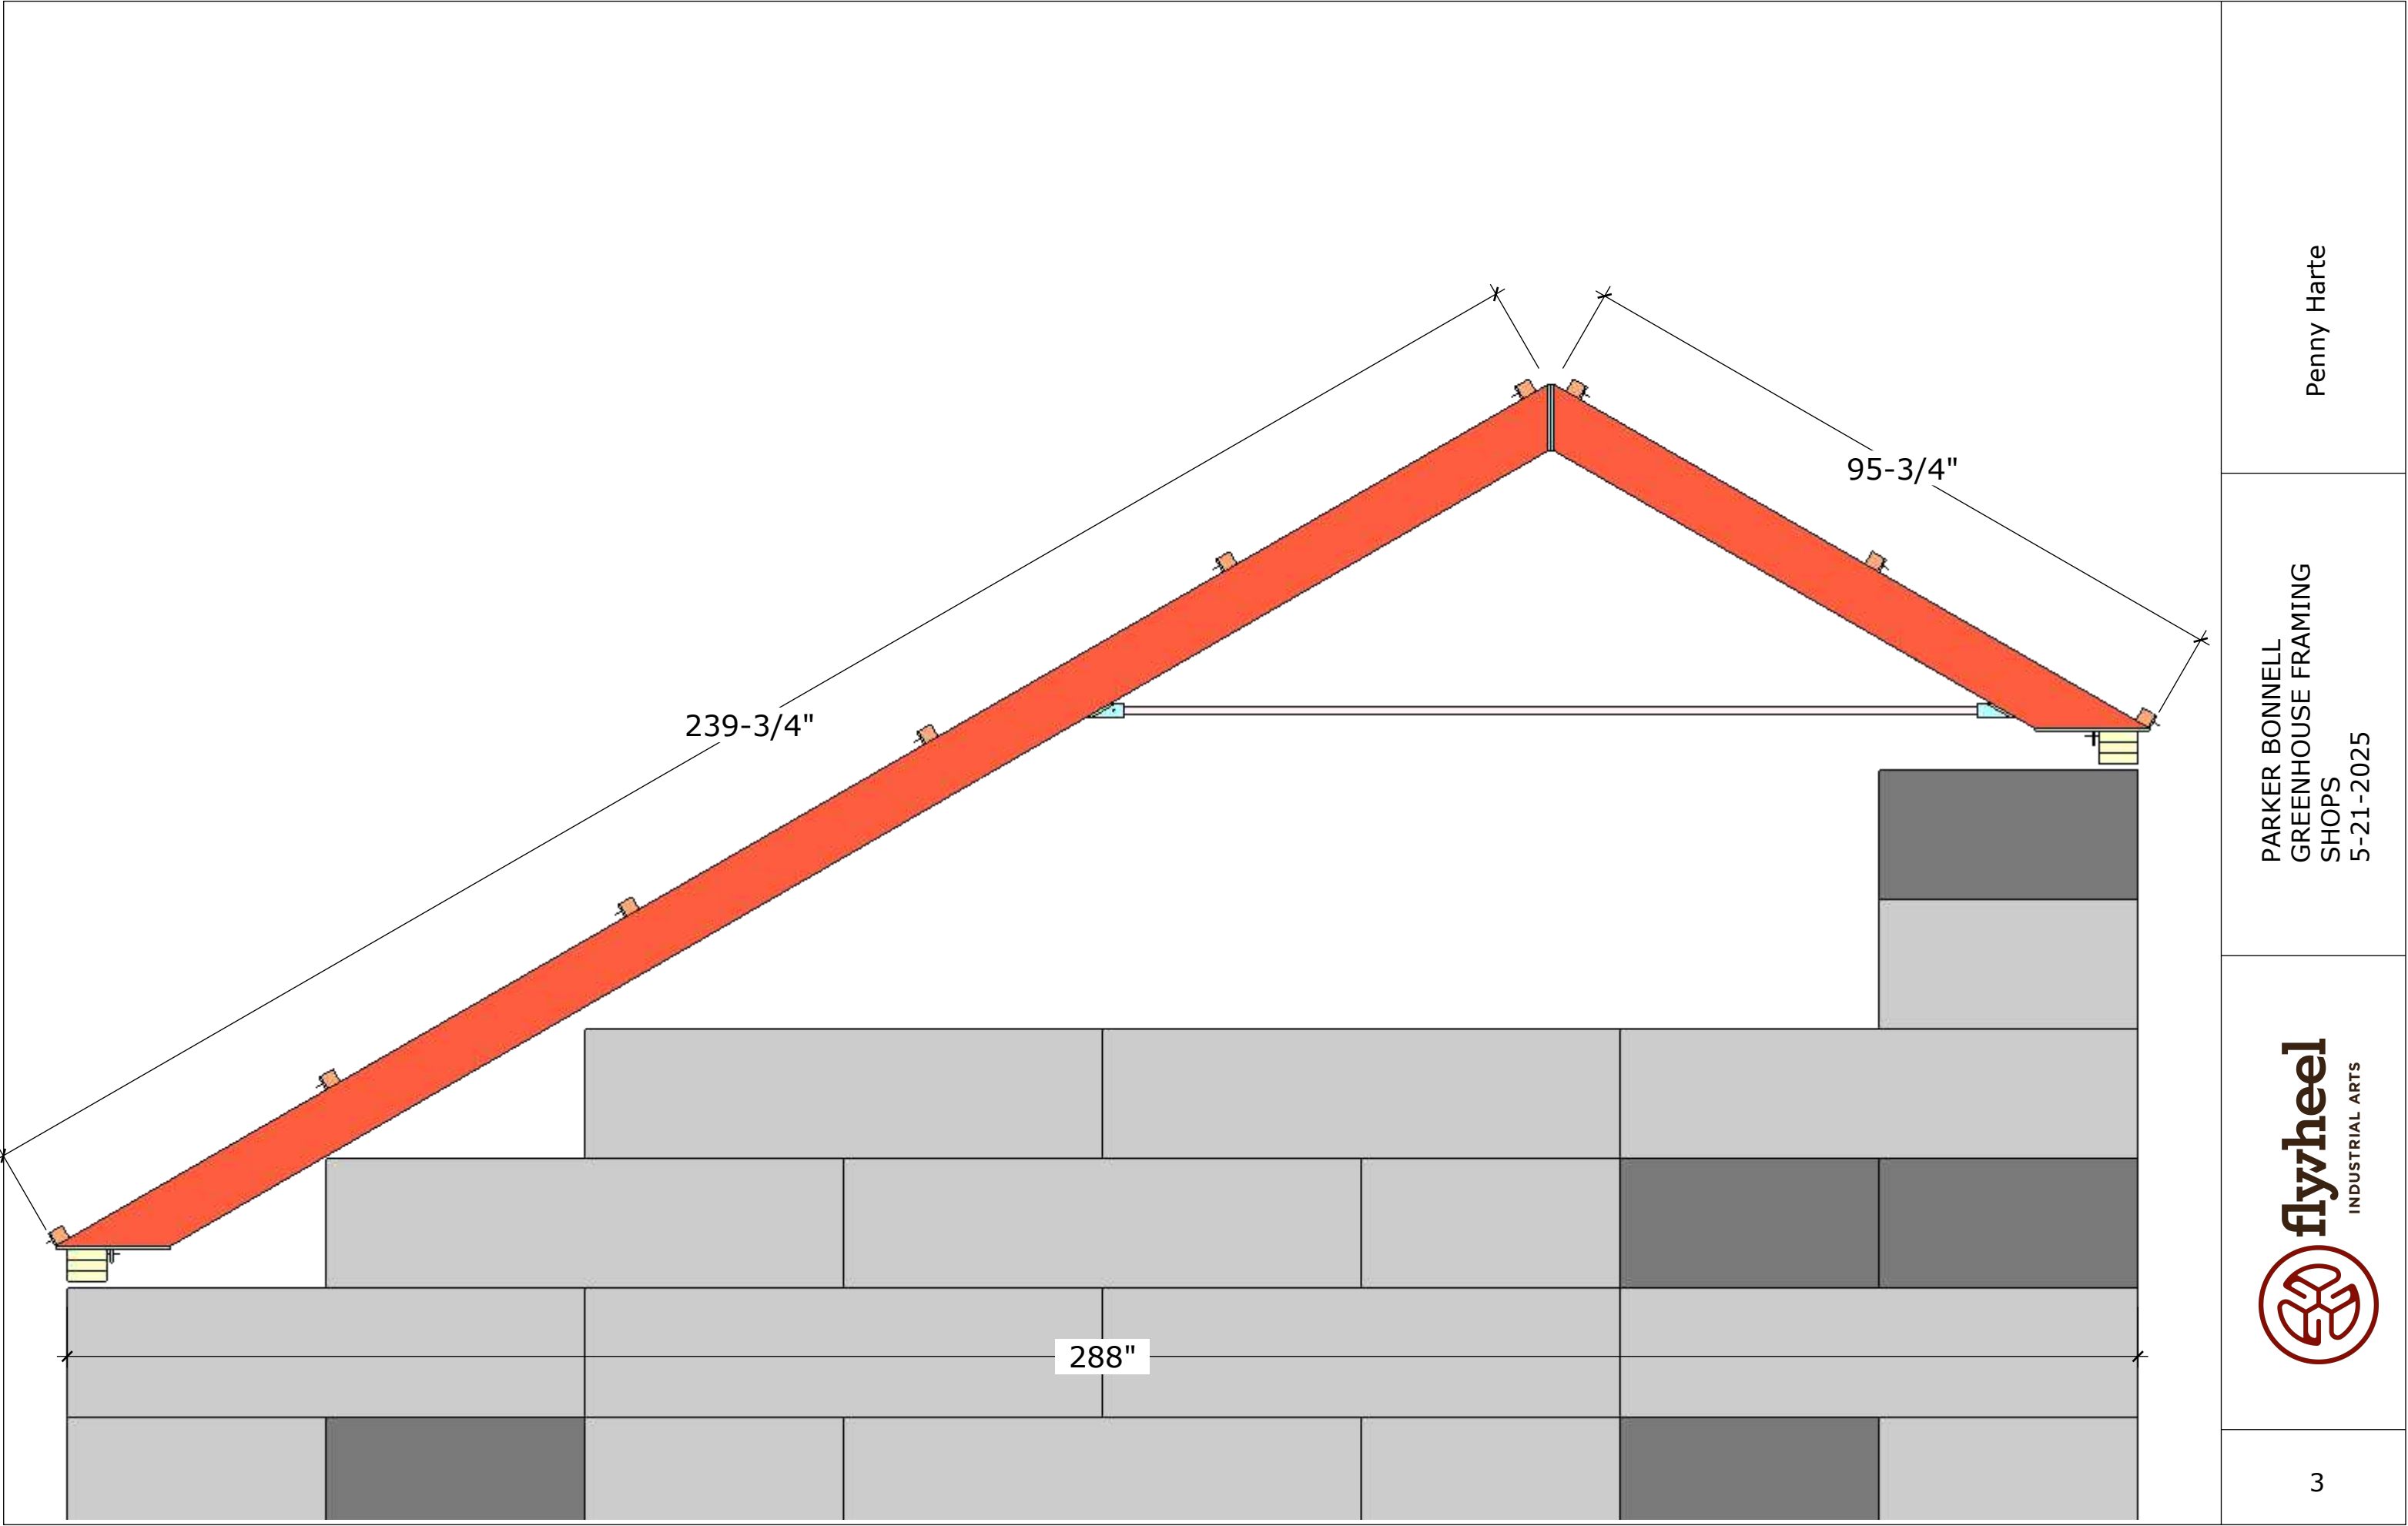 239-3/4"
95-3/4"
288"
Penny Harte
PARKER BONNELL
GREENHOUSE FRAMING
SHOPS
5-21-2025
flywheel
INDUSTRIAL ARTS
3